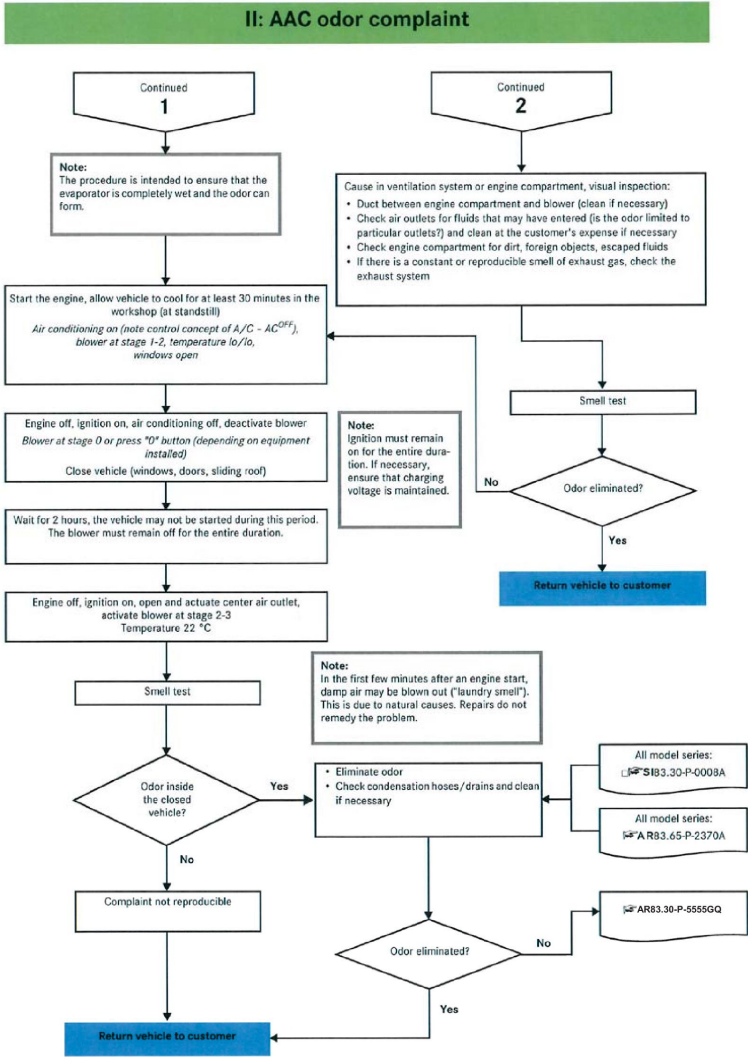 II: AAC odor complaint
Continued
1
Note:
The procedure is intended to ensure that the
evaporator is completely wet and the odor can
form.
Start the engine, allow vehicle to cool for at least 30 minutes in the
workshop (at standstill)
Air conditioning on (note control concept of A/C - AC^OFF),
blower at stage 1-2, temperature lo/lo,
windows open
Engine off, ignition on, air conditioning off, deactivate blower
Blower at stage 0 or press "0" button (depending on equipment
installed)
Close vehicle (windows, doors, sliding roof)
Wait for 2 hours, the vehicle may not be started during this period.
The blower must remain off for the entire duration.
Engine off, ignition on, open and actuate center air outlet,
activate blower at stage 2-3
Temperature 22 °C
Smell test
Odor inside
the closed
vehicle?
Yes
No
Complaint not reproducible
Return vehicle to customer
Continued
2
Cause in ventilation system or engine compartment, visual inspection:
• Duct between engine compartment and blower (clean if necessary)
• Check air outlets for fluids that may have entered (is the odor limited to
particular outlets?) and clean at the customer's expense if necessary
• Check engine compartment for dirt, foreign objects, escaped fluids
• If there is a constant or reproducible smell of exhaust gas, check the
exhaust system
Smell test
Note:
Ignition must remain
on for the entire dura-
tion. If necessary,
ensure that charging
voltage is maintained.
No
Odor eliminated?
Yes
Return vehicle to customer
Note:
In the first few minutes after an engine start,
damp air may be blown out ("laundry smell").
This is due to natural causes. Repairs do not
remedy the problem.
• Eliminate odor
• Check condensation hoses/drains and clean
if necessary
All model series:
SI83.30-P-0008A
All model series:
AR83.65-P-2370A
Odor eliminated?
No
AR83.30-P-5555GQ
Yes